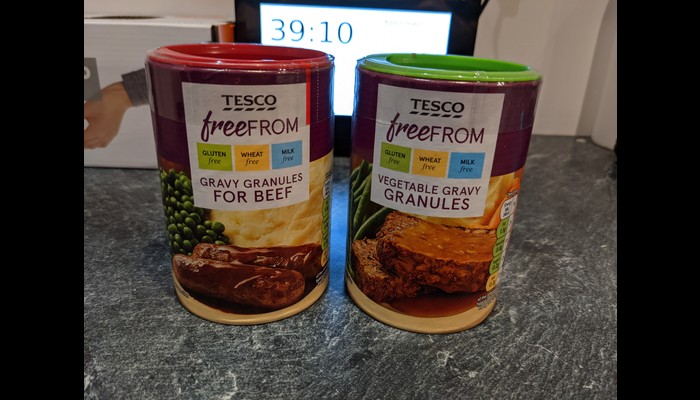 39:10
TESCO
freeFROM
GLUTEN free
WHEAT free
MILK free
GRAVY GRANULES
FOR BEEF
TESCO
freeFROM
GLUTEN free
WHEAT free
MILK free
VEGETABLE GRAVY
GRANULES